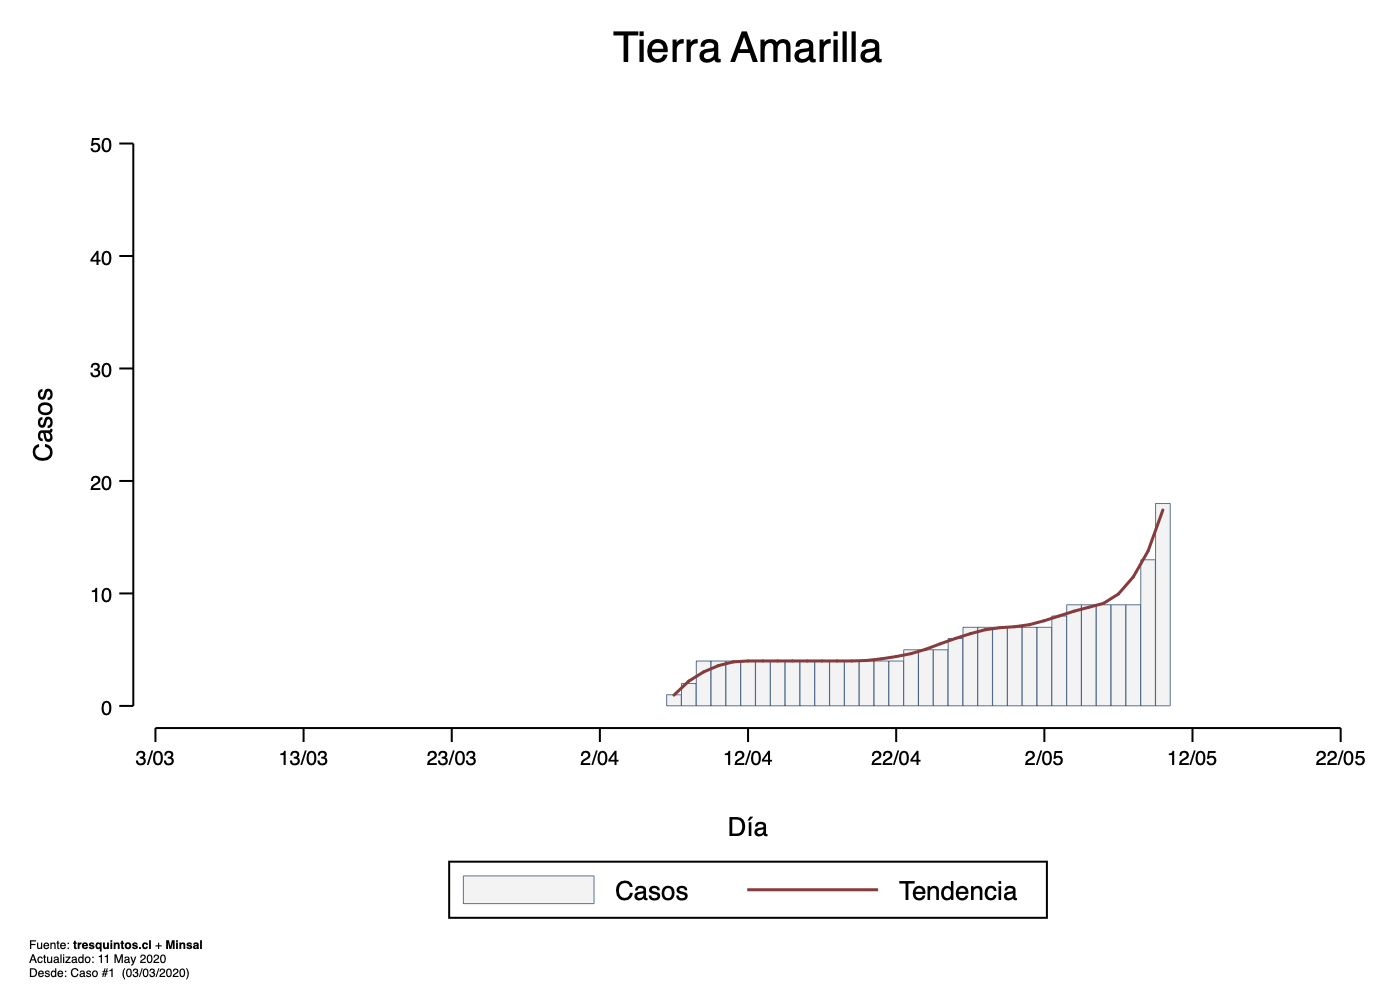 Tierra Amarilla
50
40
30
20
10
0
Casos
3/03 13/03 23/03 2/04 12/04 22/04 2/05 12/05 22/05
Día
Casos Tendencia
Fuente: tresquintos.cl + Minsal
Actualizado: 11 May 2020
Desde: Caso #1 (03/03/2020)